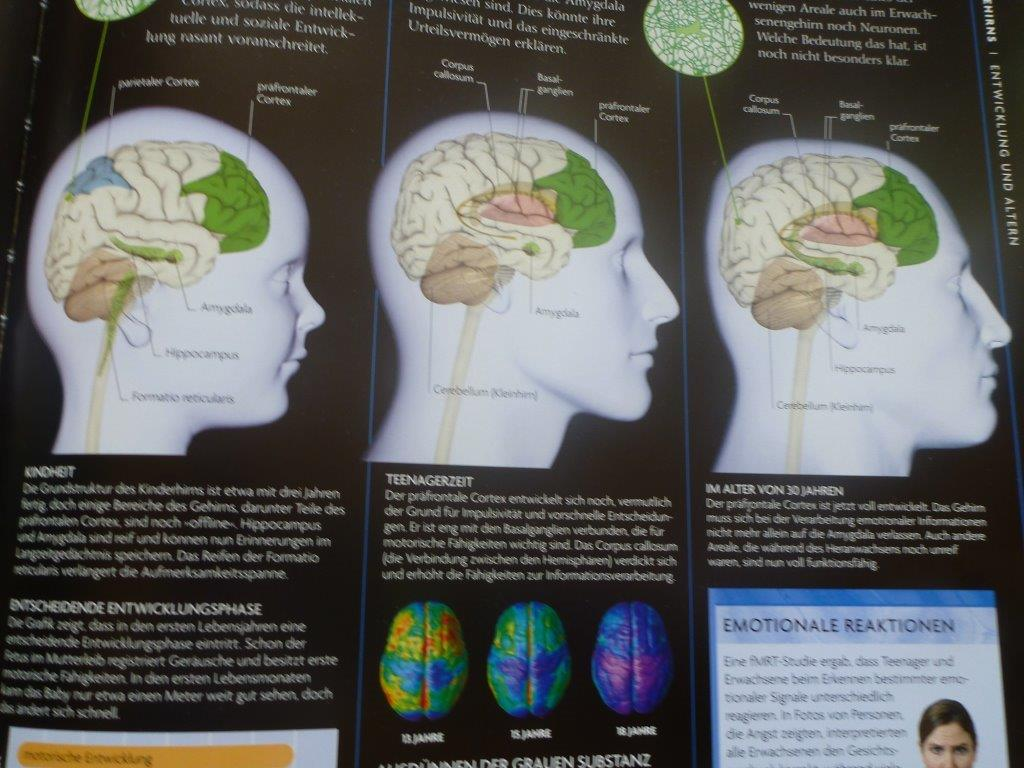 Cortex, sodass die intellek-
tuelle und soziale Entwick-
lung rasant voranschreitet.
parietaler Cortex
präfrontaler
Cortex
Amygdala
Hippocampus
Formatio reticularis
KINDHEIT
Die Grundstruktur des Kinderhirns ist etwa mit drei Jahren
fertig, doch einige Bereiche des Gehirns, darunter Teile des
präfrontalen Cortex, sind noch »offline«. Hippocampus
und Amygdala sind reif und können nun Erinnerungen im
Langzeitgedächtnis speichern. Das Reifen der Formatio
reticularis verlängert die Aufmerksamkeitsspanne.
ENTSCHEIDENDE ENTWICKLUNGSPHASE
Die Grafik zeigt, dass in den ersten Lebensjahren eine
entscheidende Entwicklungsphase eintritt. Schon der
Fötus im Mutterleib registriert Geräusche und besitzt erste
motorische Fähigkeiten. In den ersten Lebensmonaten
kann das Baby nur etwa einen Meter weit gut sehen, doch
das ändert sich schnell.
motorische Entwicklung
Amygdala
sind. Dies könnte ihre
Impulsivität und das eingeschränkte
Urteilsvermögen erklären.
Corpus
callosum
Basal-
ganglien
präfrontaler
Cortex
Amygdala
Cerebellum (Kleinhirn)
TEENAGERZEIT
Der präfrontale Cortex entwickelt sich noch, vermutlich
der Grund für Impulsivität und vorschnelle Entscheidun-
gen. Er ist eng mit den Basalganglien verbunden, die für
motorische Fähigkeiten wichtig sind. Das Corpus callosum
(die Verbindung zwischen den Hemisphären) verdickt sich
und erhöht die Fähigkeiten zur Informationsverarbeitung.
13 JAHRE
15 JAHRE
18 JAHRE
AUSDÜNNEN DER GRAUEN SUBSTANZ
wenigen Areale auch im Erwach-
senengehirn noch Neuronen.
Welche Bedeutung das hat, ist
noch nicht besonders klar.
Corpus
callosum
Basal-
ganglien
präfrontaler
Cortex
Amygdala
Hippocampus
Cerebellum (Kleinhirn)
IM ALTER VON 30 JAHREN
Der präfrontale Cortex ist jetzt voll entwickelt. Das Gehirn
muss sich bei der Verarbeitung emotionaler Informationen
nicht mehr allein auf die Amygdala verlassen. Auch andere
Areale, die während des Heranwachsens noch unreif
waren, sind nun voll funktionsfähig.
EMOTIONALE REAKTIONEN
Eine fMRT-Studie ergab, dass Teenager und
Erwachsene beim Erkennen bestimmter emo-
tionaler Signale unterschiedlich
reagieren. In Fotos von Personen,
die Angst zeigten, interpretierten
alle Erwachsenen den Gesichts-
EHIRNS | ENTWICKLUNG UND ALTERN